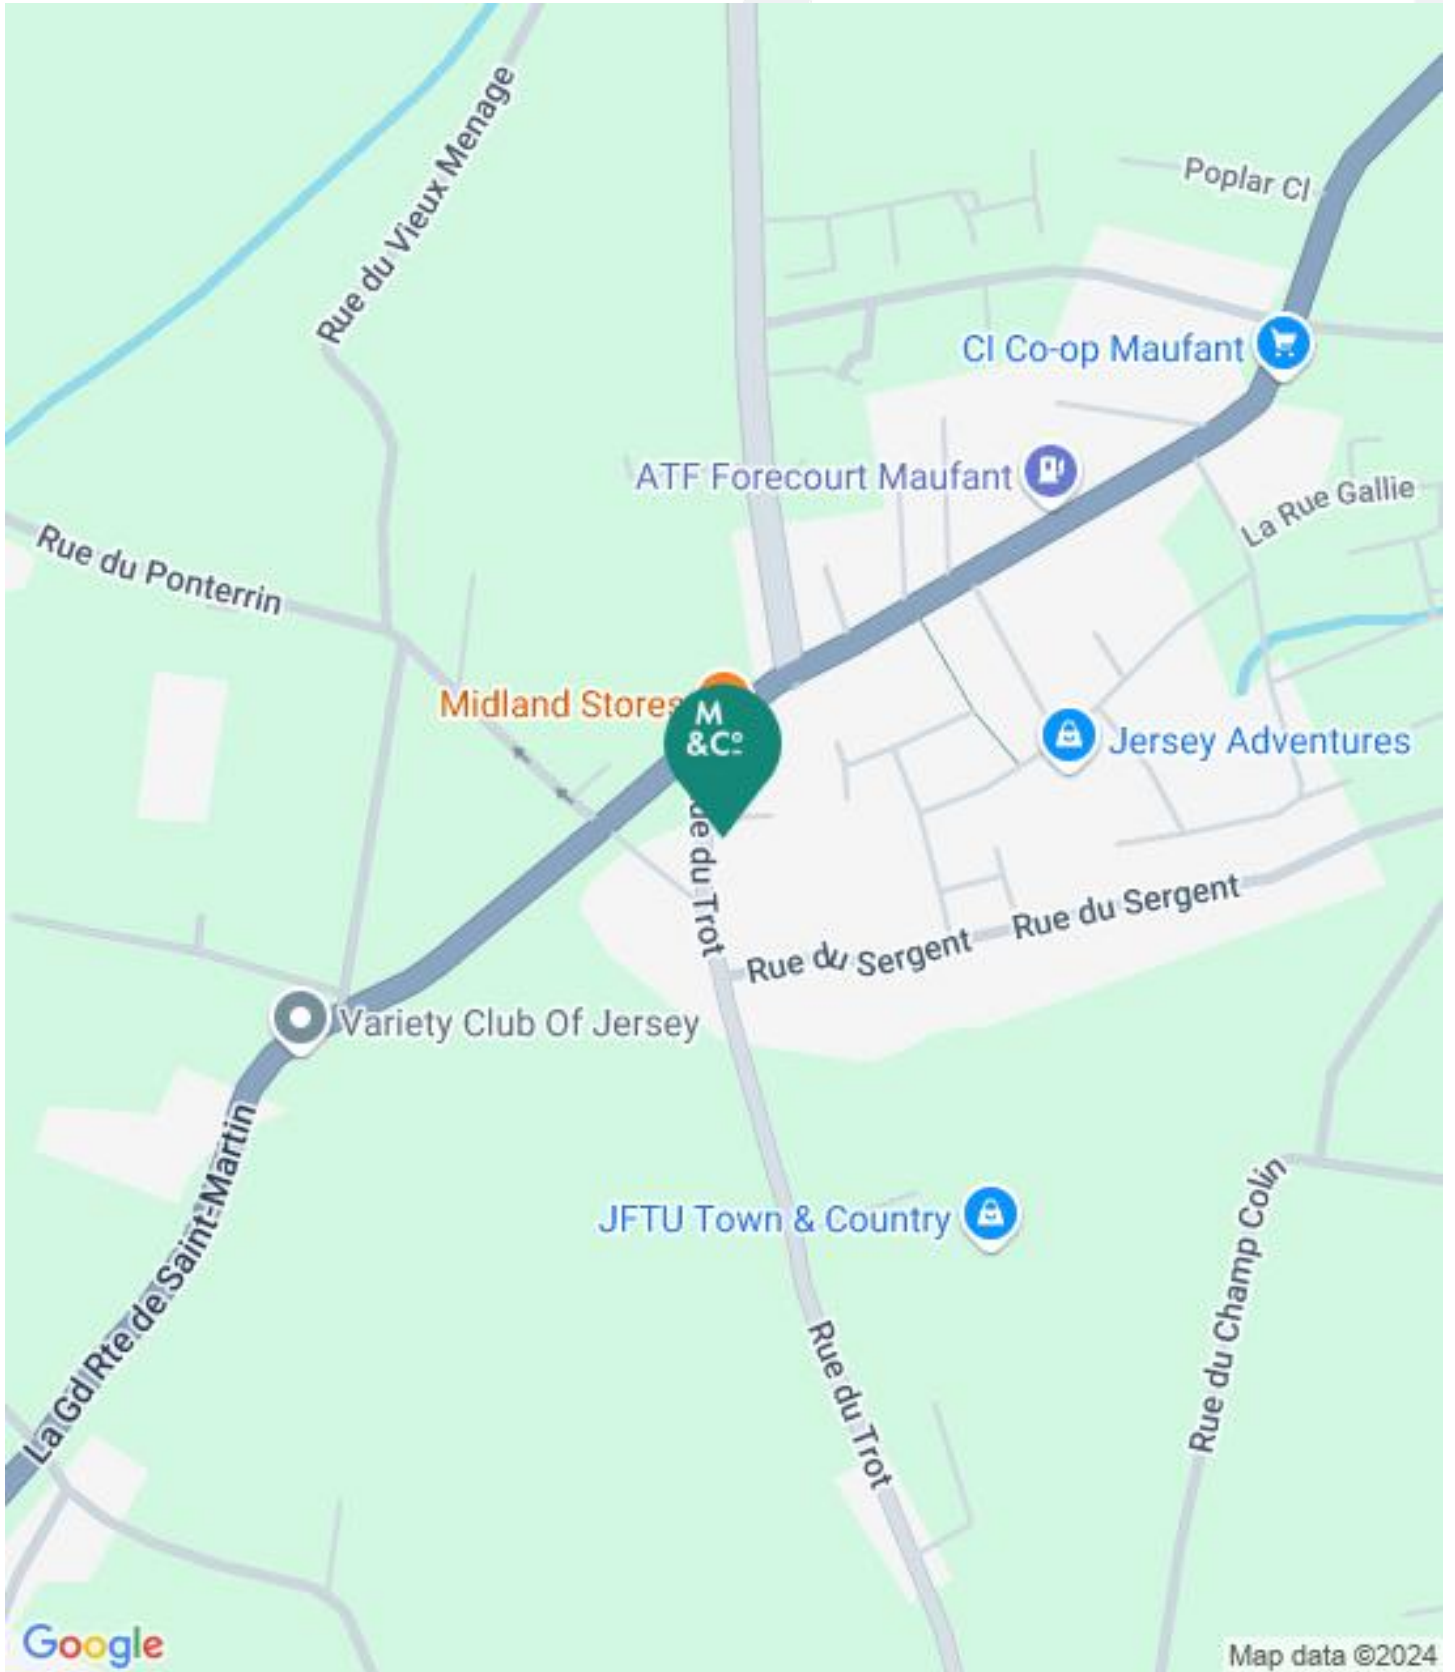 Rue du Vieux Menage
Poplar Cl
CI Co-op Maufant
ATF Forecourt Maufant
La Rue Gallie
Rue du Ponterrin
Midland Stores
M
&Cº
Jersey Adventures
ue du Trot
Rue du Sergent
Rue du Sergent
Variety Club Of Jersey
La Gd Rte de Saint-Martin
JFTU Town & Country
Rue du Champ Colin
Rue du Trot
Google
Map data ©2024